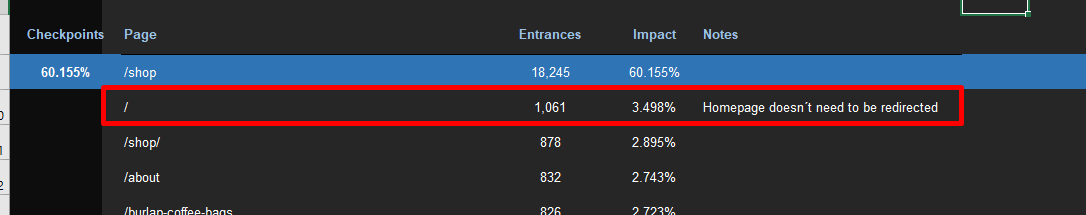 Checkpoints Page Entrances Impact Notes
60.155% /shop 18,245 60.155%
/ 1,061 3.498% Homepage doesn´t need to be redirected
/shop/ 878 2.895%
/about 832 2.743%
/burlap-coffee-bags 826 2.723%